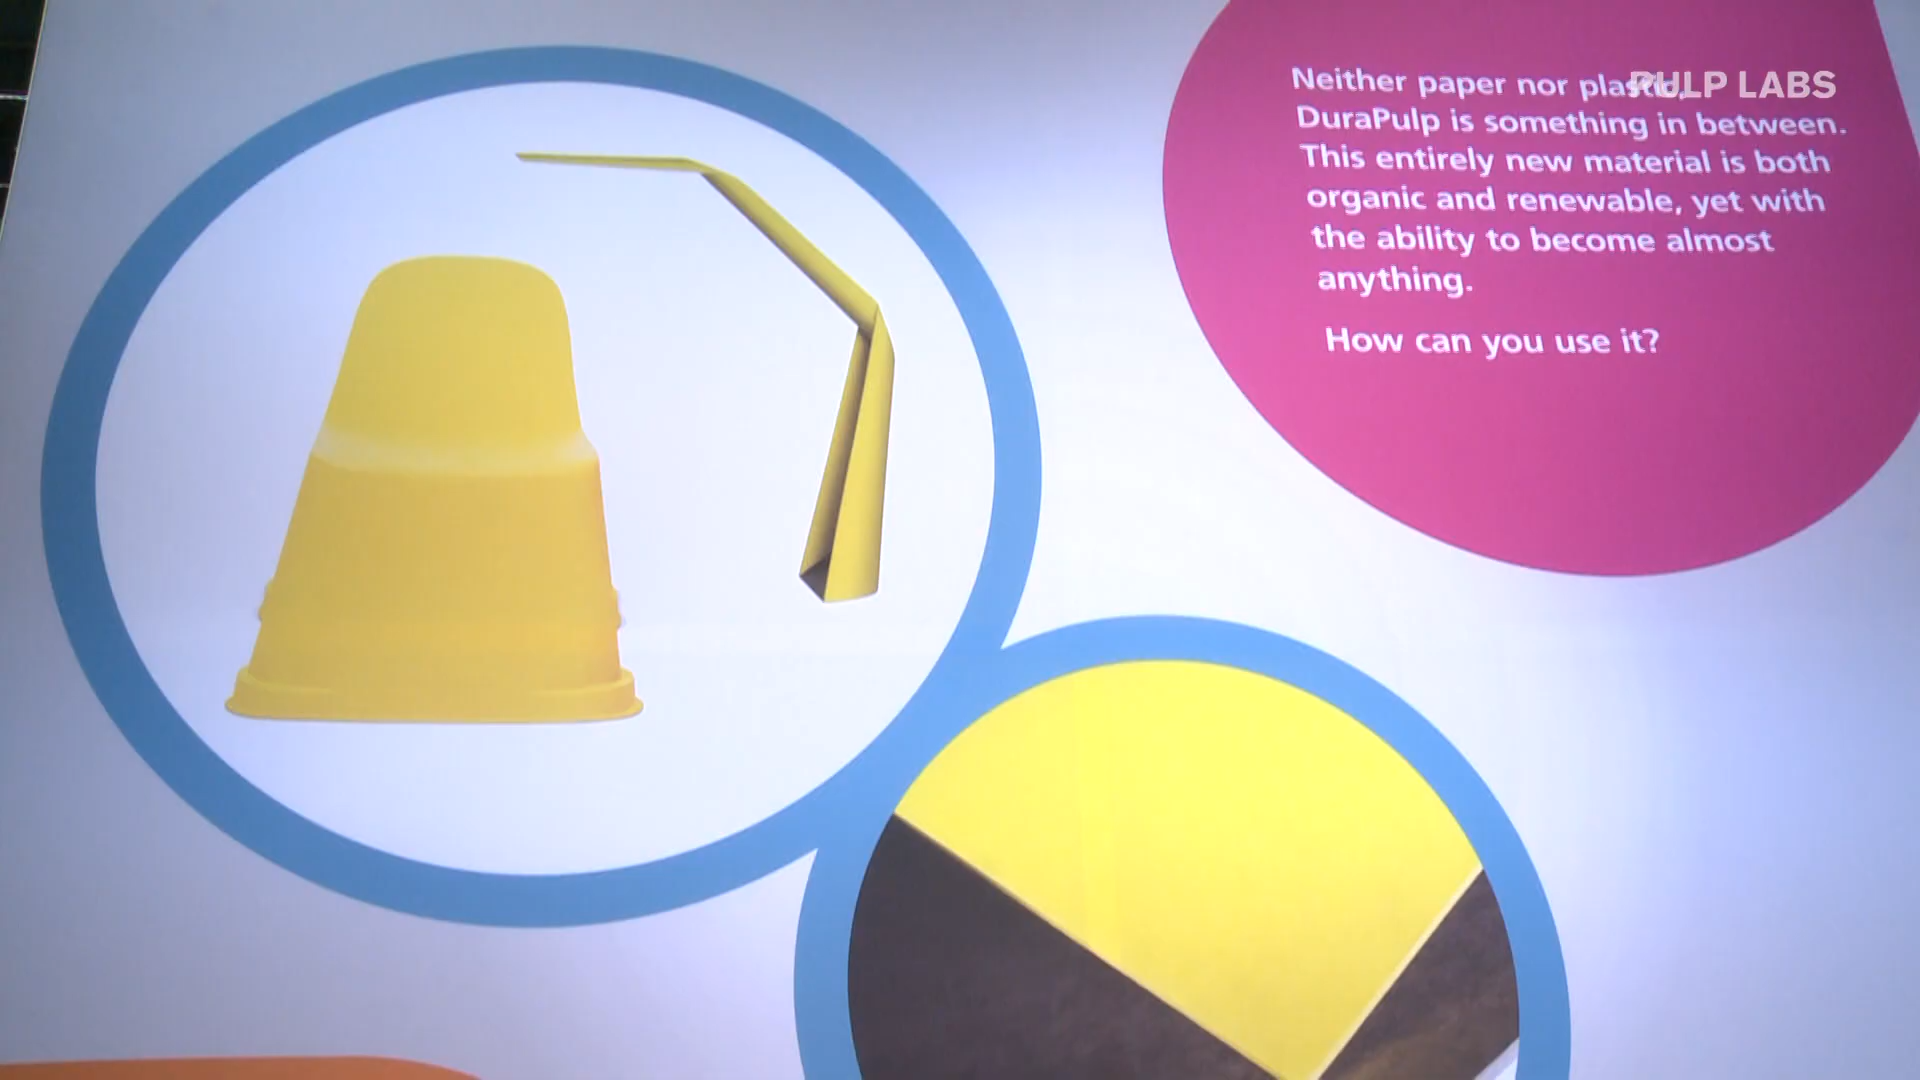 Neither paper nor plastic,
PULP LABS
DuraPulp is something in between.
This entirely new material is both
organic and renewable, yet with
the ability to become almost
anything.
How can you use it?